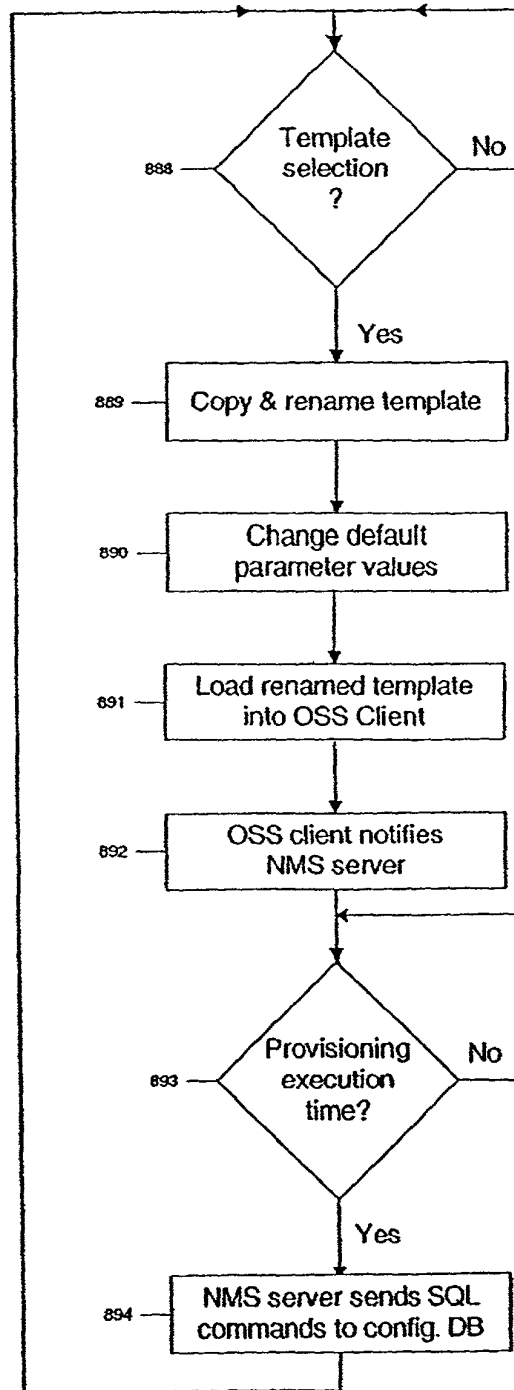 Template
selection
?
888
No
Yes
889
Copy & rename template
890
Change default
parameter values
891
Load renamed template
into OSS Client
892
OSS client notifies
NMS server
893
Provisioning
execution
time?
No
Yes
894
NMS server sends SQL
commands to config. DB